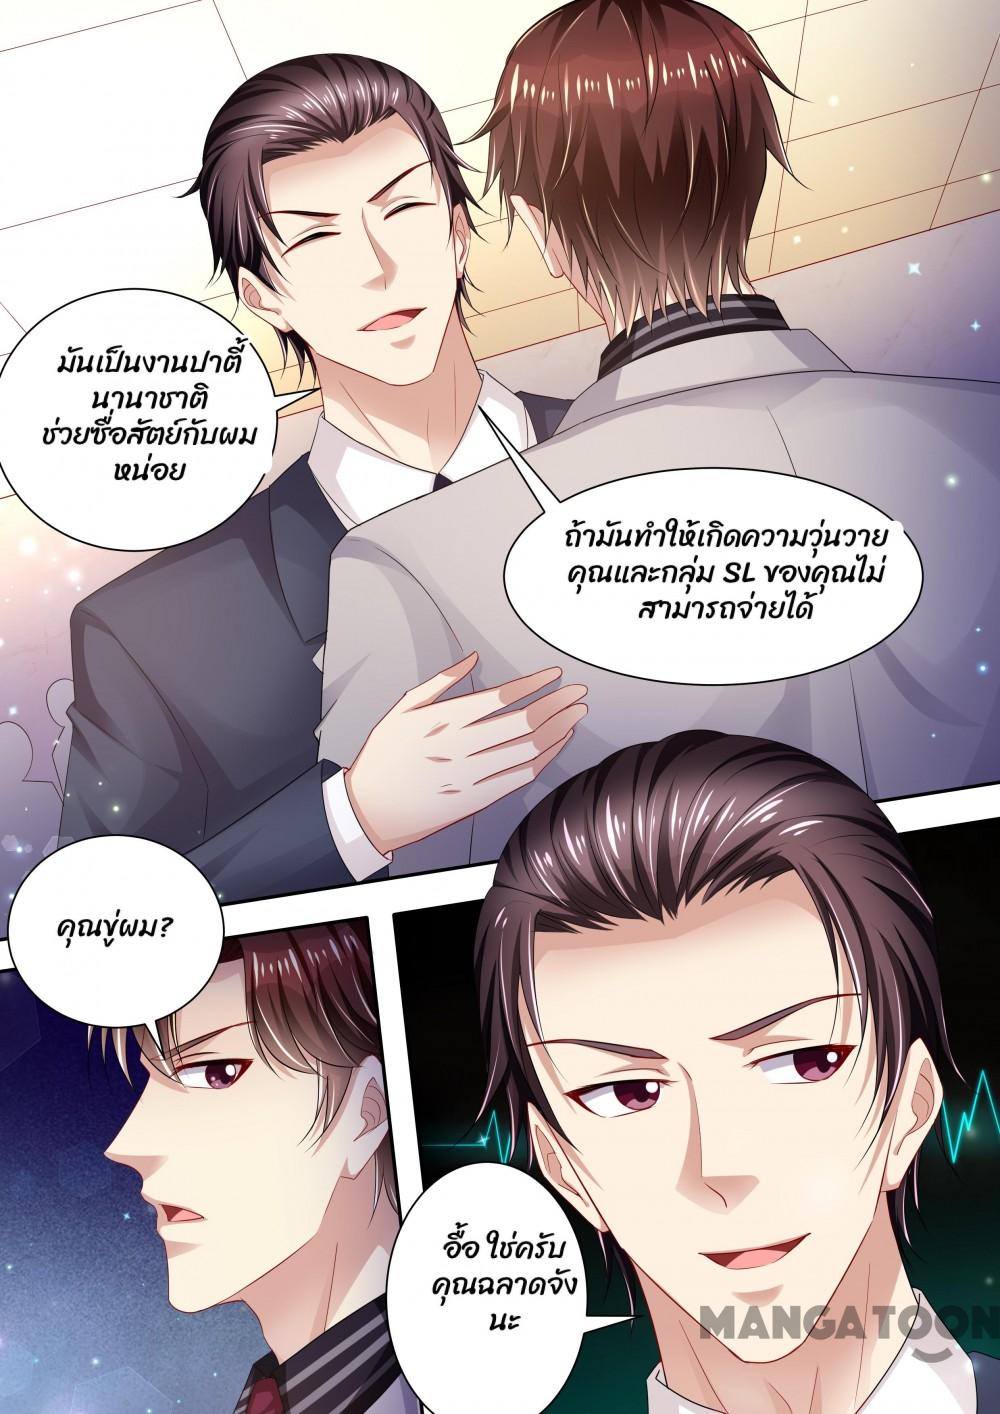 มันเป็นงานปาตี้
นานาชาติ
ช่วยซื่อสัตย์กับผม
หน่อย
ถ้ามันทำให้เกิดความวุ่นวาย
คุณและกลุ่ม SL ของคุณไม่
สามารถจ่ายได้
คุณขู่ผม?
อื้อ ใช่ครับ
คุณฉลาดจัง
นะ
MANGATOON